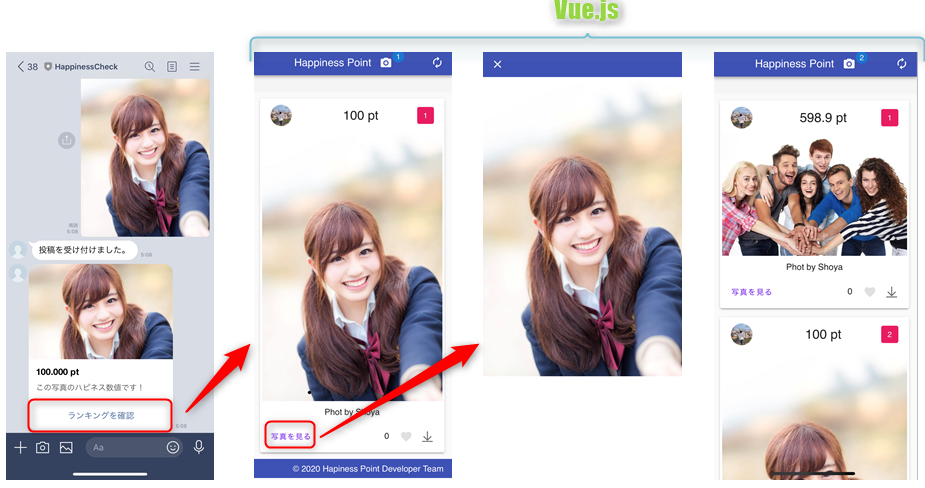 Vue.js
38 HappinessCheck
既読
5:08
投稿を受け付けました。
5:08
100.000 pt
この写真のハピネス数値です！
ランキングを確認
5:08
Aa
Happiness Point
1
100 pt
1
Phot by Shoya
写真を見る
0
© 2020 Hapiness Point Developer Team
×
Happiness Point
2
598.9 pt
1
Phot by Shoya
写真を見る
0
100 pt
2